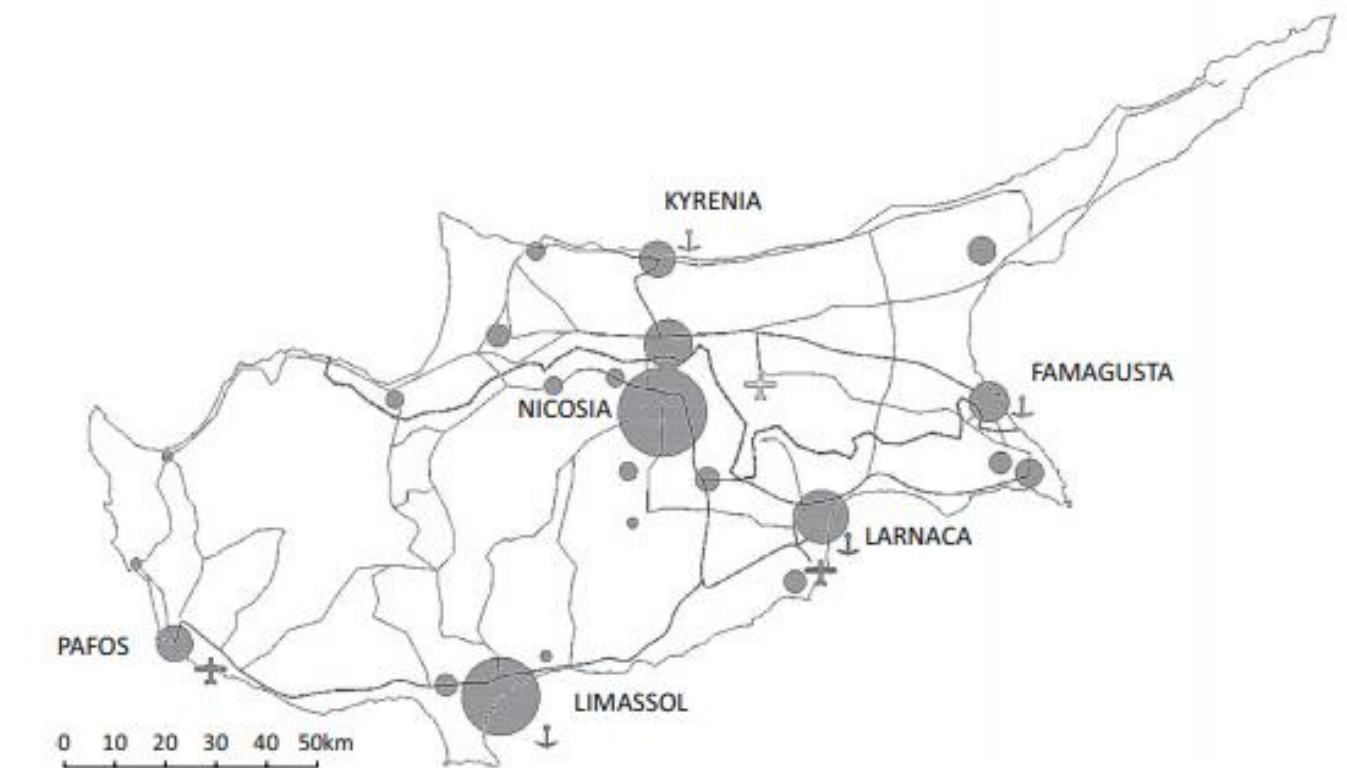 KYRENIA
FAMAGUSTA
NICOSIA
LARNACA
PAFOS
LIMASSOL
0 10 20 30 40 50km